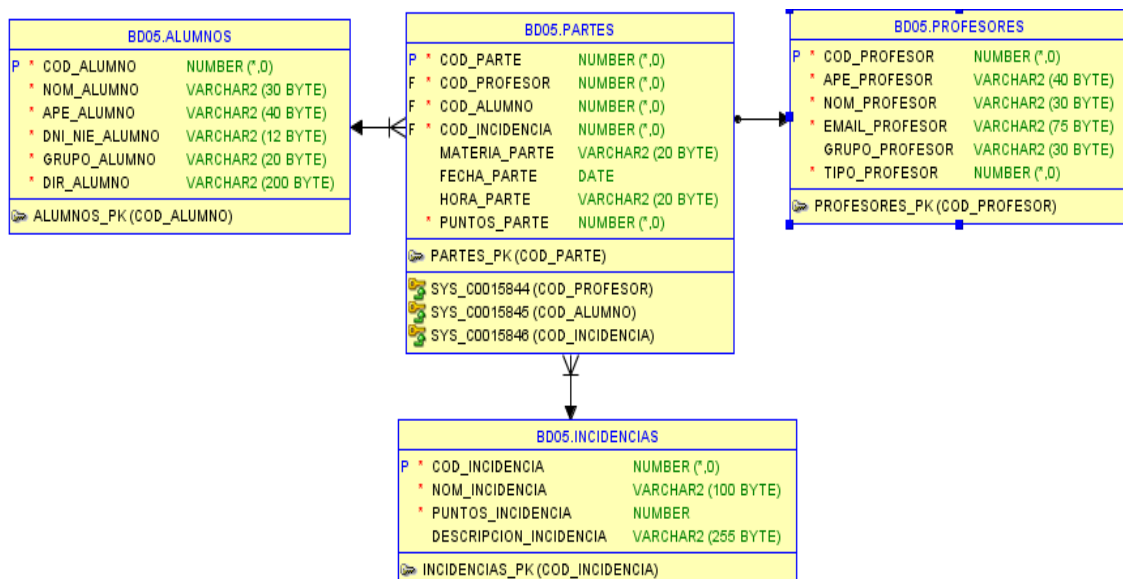 BD05.ALUMNOS
P * COD_ALUMNO NUMBER (*,0)
* NOM_ALUMNO VARCHAR2 (30 BYTE)
* APE_ALUMNO VARCHAR2 (40 BYTE)
* DNI_NIE_ALUMNO VARCHAR2 (12 BYTE)
* GRUPO_ALUMNO VARCHAR2 (20 BYTE)
* DIR_ALUMNO VARCHAR2 (200 BYTE)
ALUMNOS_PK (COD_ALUMNO)
BD05.PARTES
P * COD_PARTE NUMBER (*,0)
F * COD_PROFESOR NUMBER (*,0)
F * COD_ALUMNO NUMBER (*,0)
F * COD_INCIDENCIA NUMBER (*,0)
MATERIA_PARTE VARCHAR2 (20 BYTE)
FECHA_PARTE DATE
HORA_PARTE VARCHAR2 (20 BYTE)
* PUNTOS_PARTE NUMBER (*,0)
PARTES_PK (COD_PARTE)
SYS_C0015844 (COD_PROFESOR)
SYS_C0015845 (COD_ALUMNO)
SYS_C0015846 (COD_INCIDENCIA)
BD05.PROFESORES
P * COD_PROFESOR NUMBER (*,0)
* APE_PROFESOR VARCHAR2 (40 BYTE)
* NOM_PROFESOR VARCHAR2 (30 BYTE)
* EMAIL_PROFESOR VARCHAR2 (75 BYTE)
GRUPO_PROFESOR VARCHAR2 (30 BYTE)
* TIPO_PROFESOR NUMBER (*,0)
PROFESORES_PK (COD_PROFESOR)
BD05.INCIDENCIAS
P * COD_INCIDENCIA NUMBER (*,0)
* NOM_INCIDENCIA VARCHAR2 (100 BYTE)
* PUNTOS_INCIDENCIA NUMBER
DESCRIPCION_INCIDENCIA VARCHAR2 (255 BYTE)
INCIDENCIAS_PK (COD_INCIDENCIA)